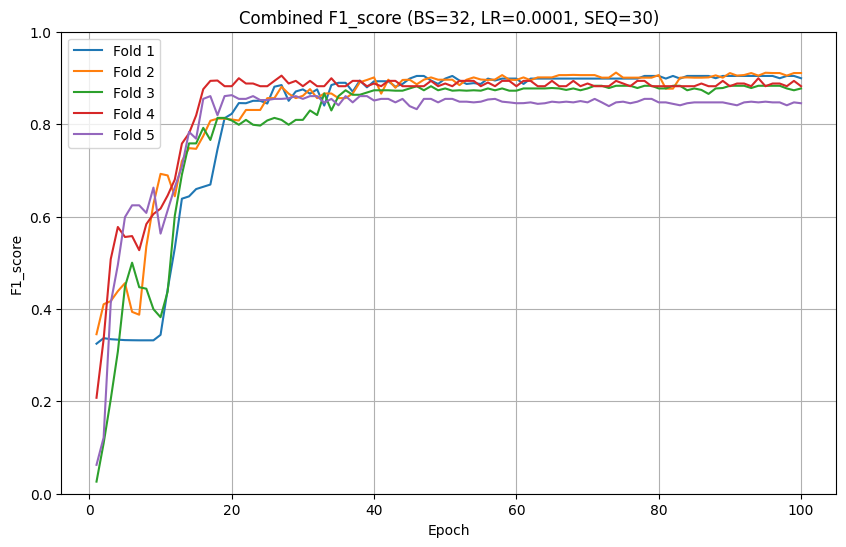 Combined F1_score (BS=32, LR=0.0001, SEQ=30)
Fold 1
Fold 2
Fold 3
Fold 4
Fold 5
1.0
0.8
0.6
0.4
0.2
0.0
F1_score
0 20 40 60 80 100
Epoch